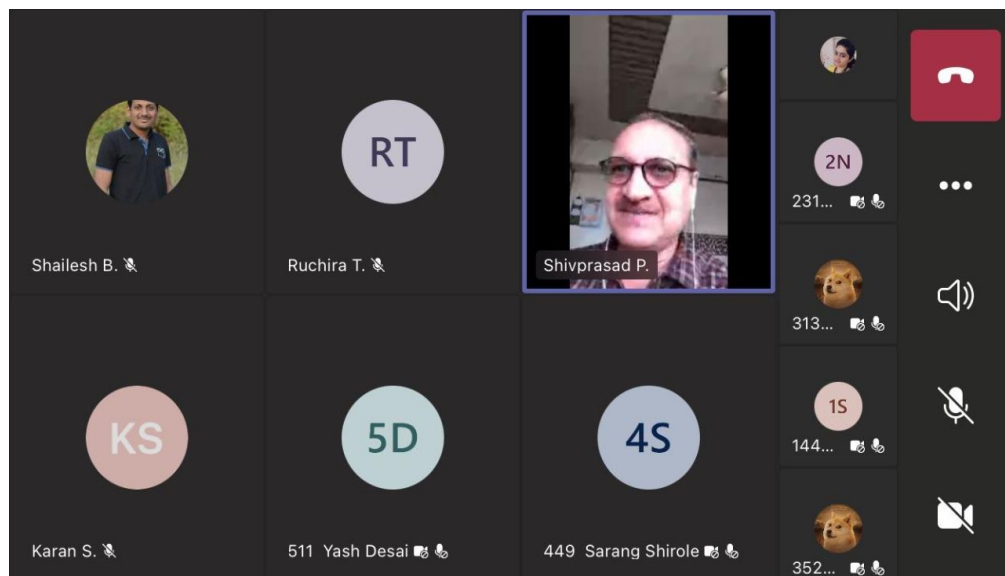 RT
Shailesh B.
Ruchira T.
Shivprasad P.
2N
231...
313...
KS
5D
4S
1S
144...
Karan S.
511 Yash Desai
449 Sarang Shirole
352...